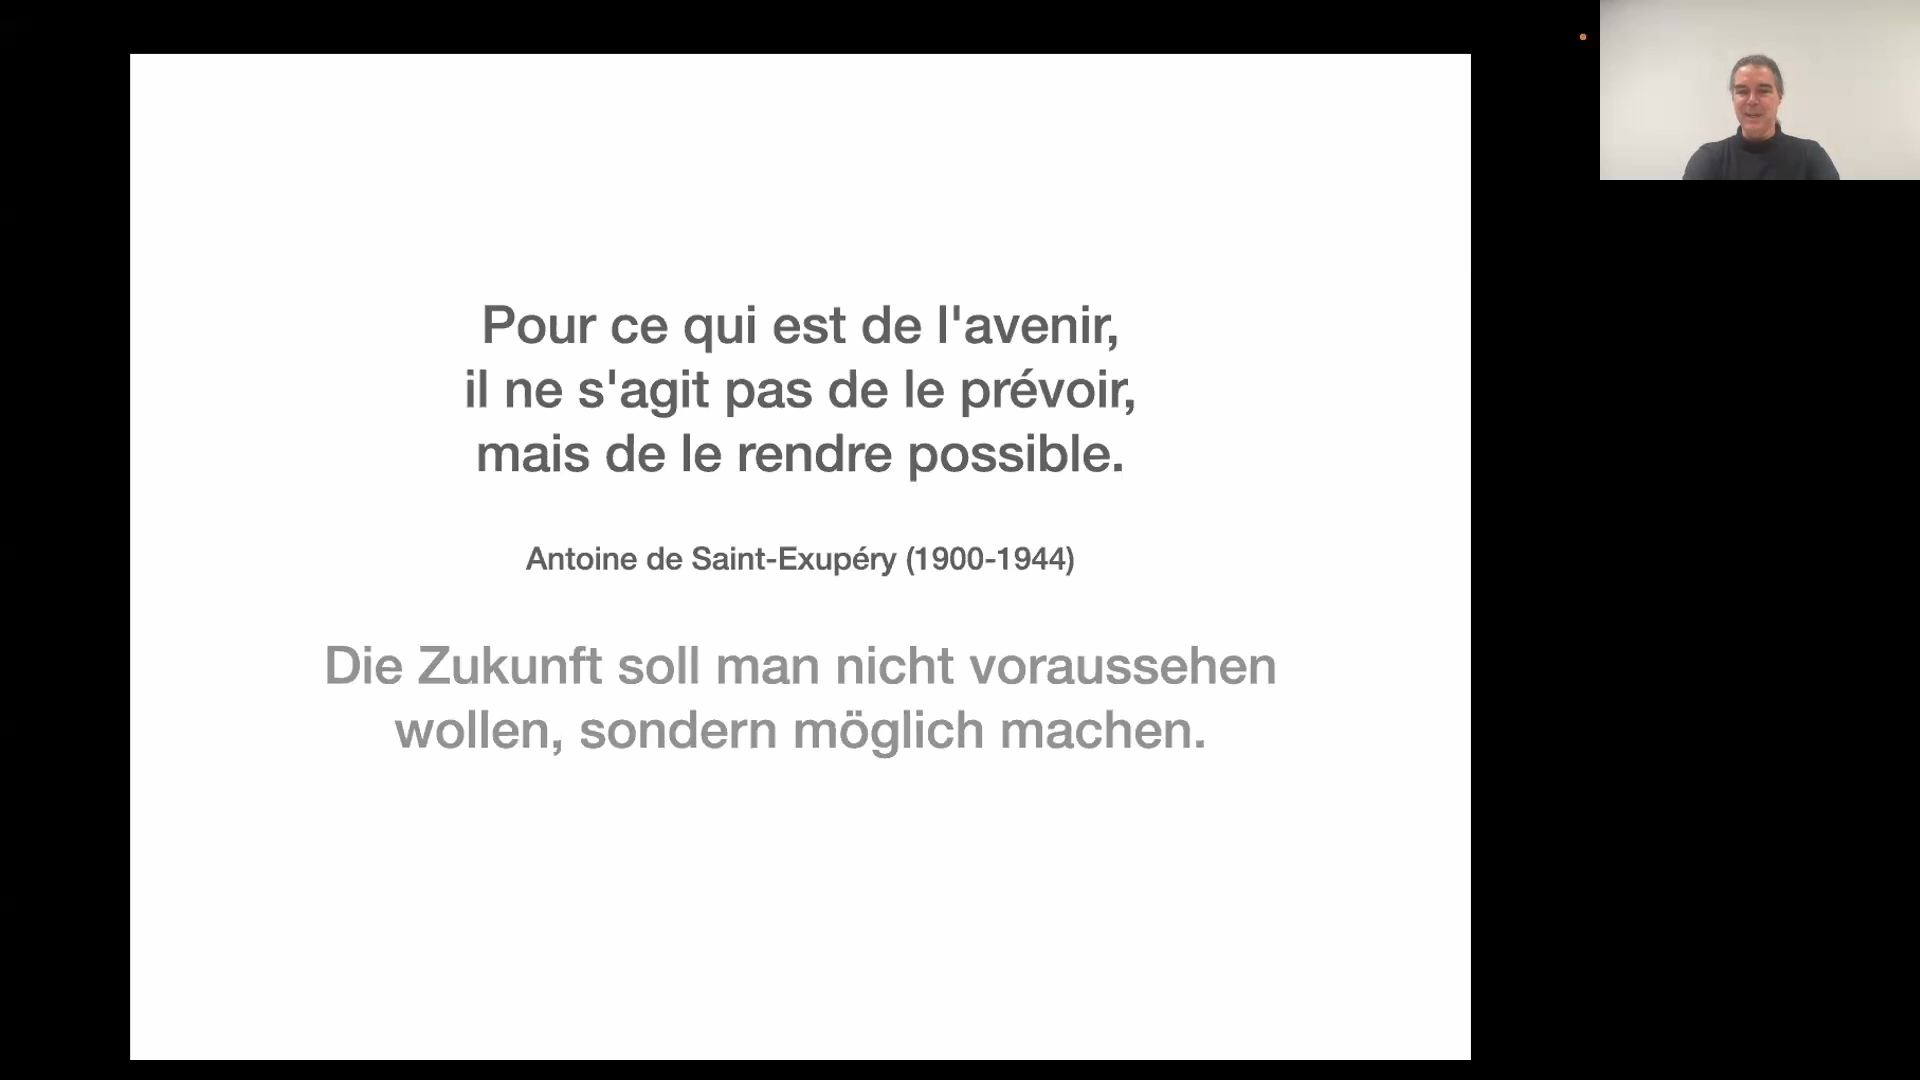 Pour ce qui est de l'avenir,
il ne s'agit pas de le prévoir,
mais de le rendre possible.
Antoine de Saint-Exupéry (1900-1944)
Die Zukunft soll man nicht voraussehen
wollen, sondern möglich machen.